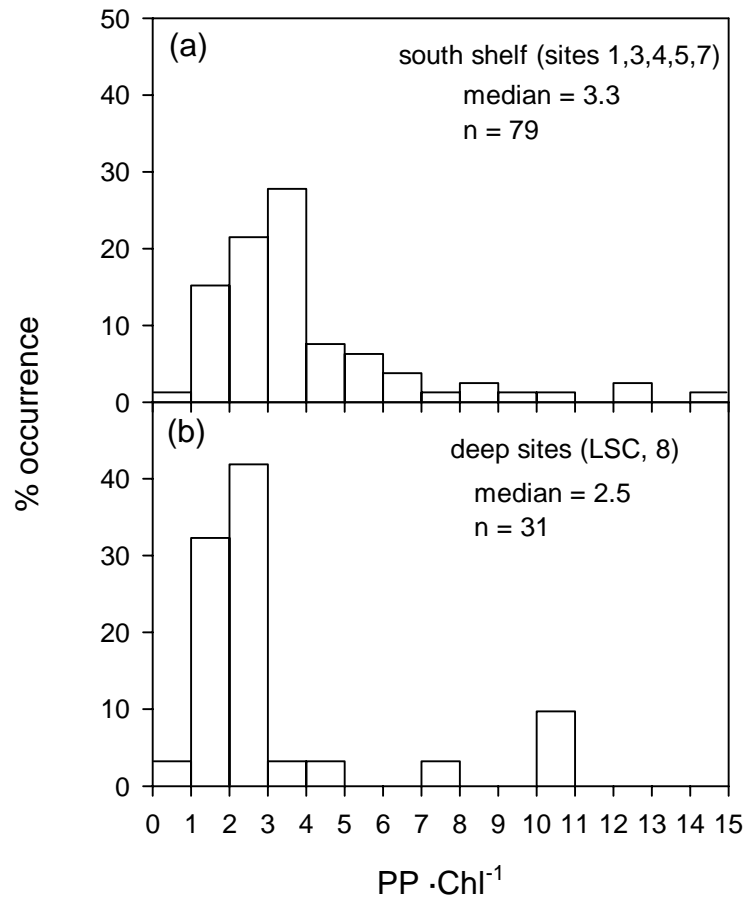 50
(a)
south shelf (sites 1,3,4,5,7)
40
median = 3.3
n = 79
30
20
10
0
% occurrence
(b)
deep sites (LSC, 8)
40
median = 2.5
n = 31
30
20
10
0
0 1 2 3 4 5 6 7 8 9 10 11 12 13 14 15
PP ·Chl⁻¹